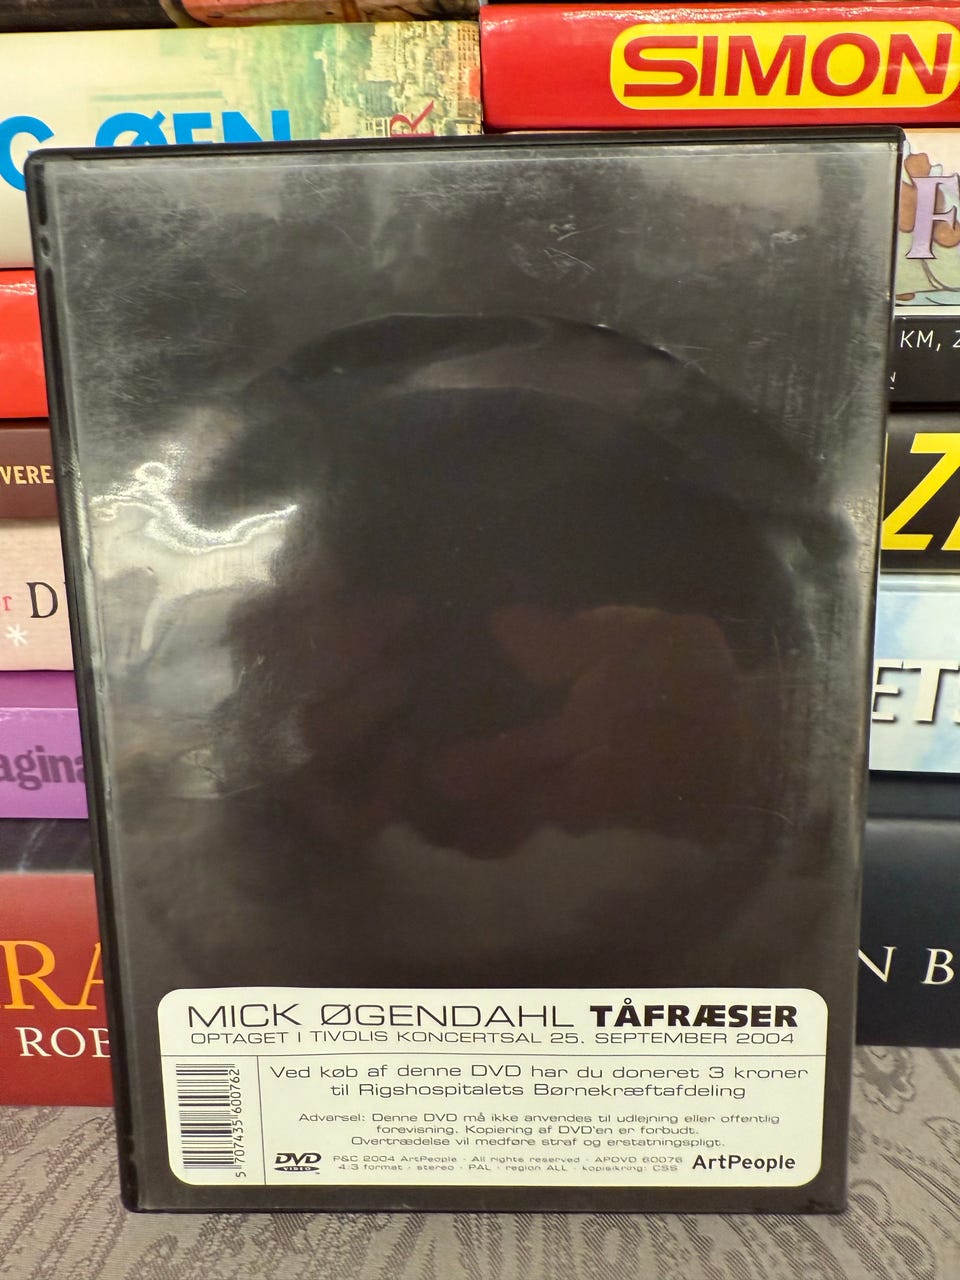 SIMON
ØEN
F
KM,
VERE
D
ETE
agina
RA
ROB
N B
MICK ØGENDAHL TÅFRÆSER
OPTAGET I TIVOLIS KONCERTSAL 25. SEPTEMBER 2004
Ved køb af denne DVD har du doneret 3 kroner
til Rigshospitalets Børnekræftafdeling
Advarsel: Denne DVD må ikke anvendes til udlejning eller offentlig
forevisning. Kopiering af DVD'en er forbudt.
Overtrædelse vil medføre straf og erstatningspligt.
5 707435 600762
DVD
VIDEO
P&C 2004 ArtPeople · All rights reserved · APDVD 60076
4:3 format · stereo · PAL · region ALL · kopisikring: CSS
ArtPeople